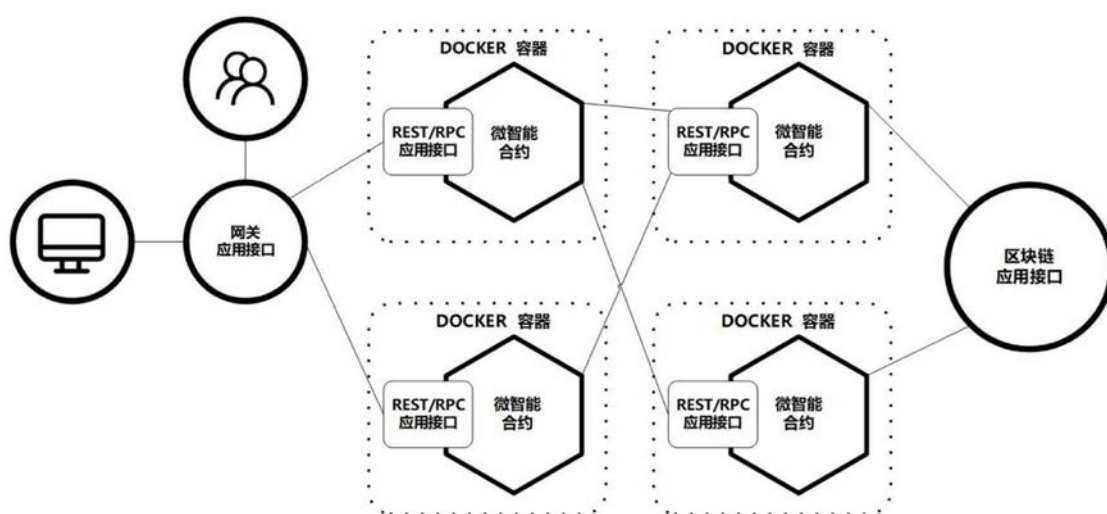 DOCKER 容器
REST/RPC
应用接口
微智能
合约
DOCKER 容器
REST/RPC
应用接口
微智能
合约
网关
应用接口
区块链
应用接口
DOCKER 容器
REST/RPC
应用接口
微智能
合约
DOCKER 容器
REST/RPC
应用接口
微智能
合约